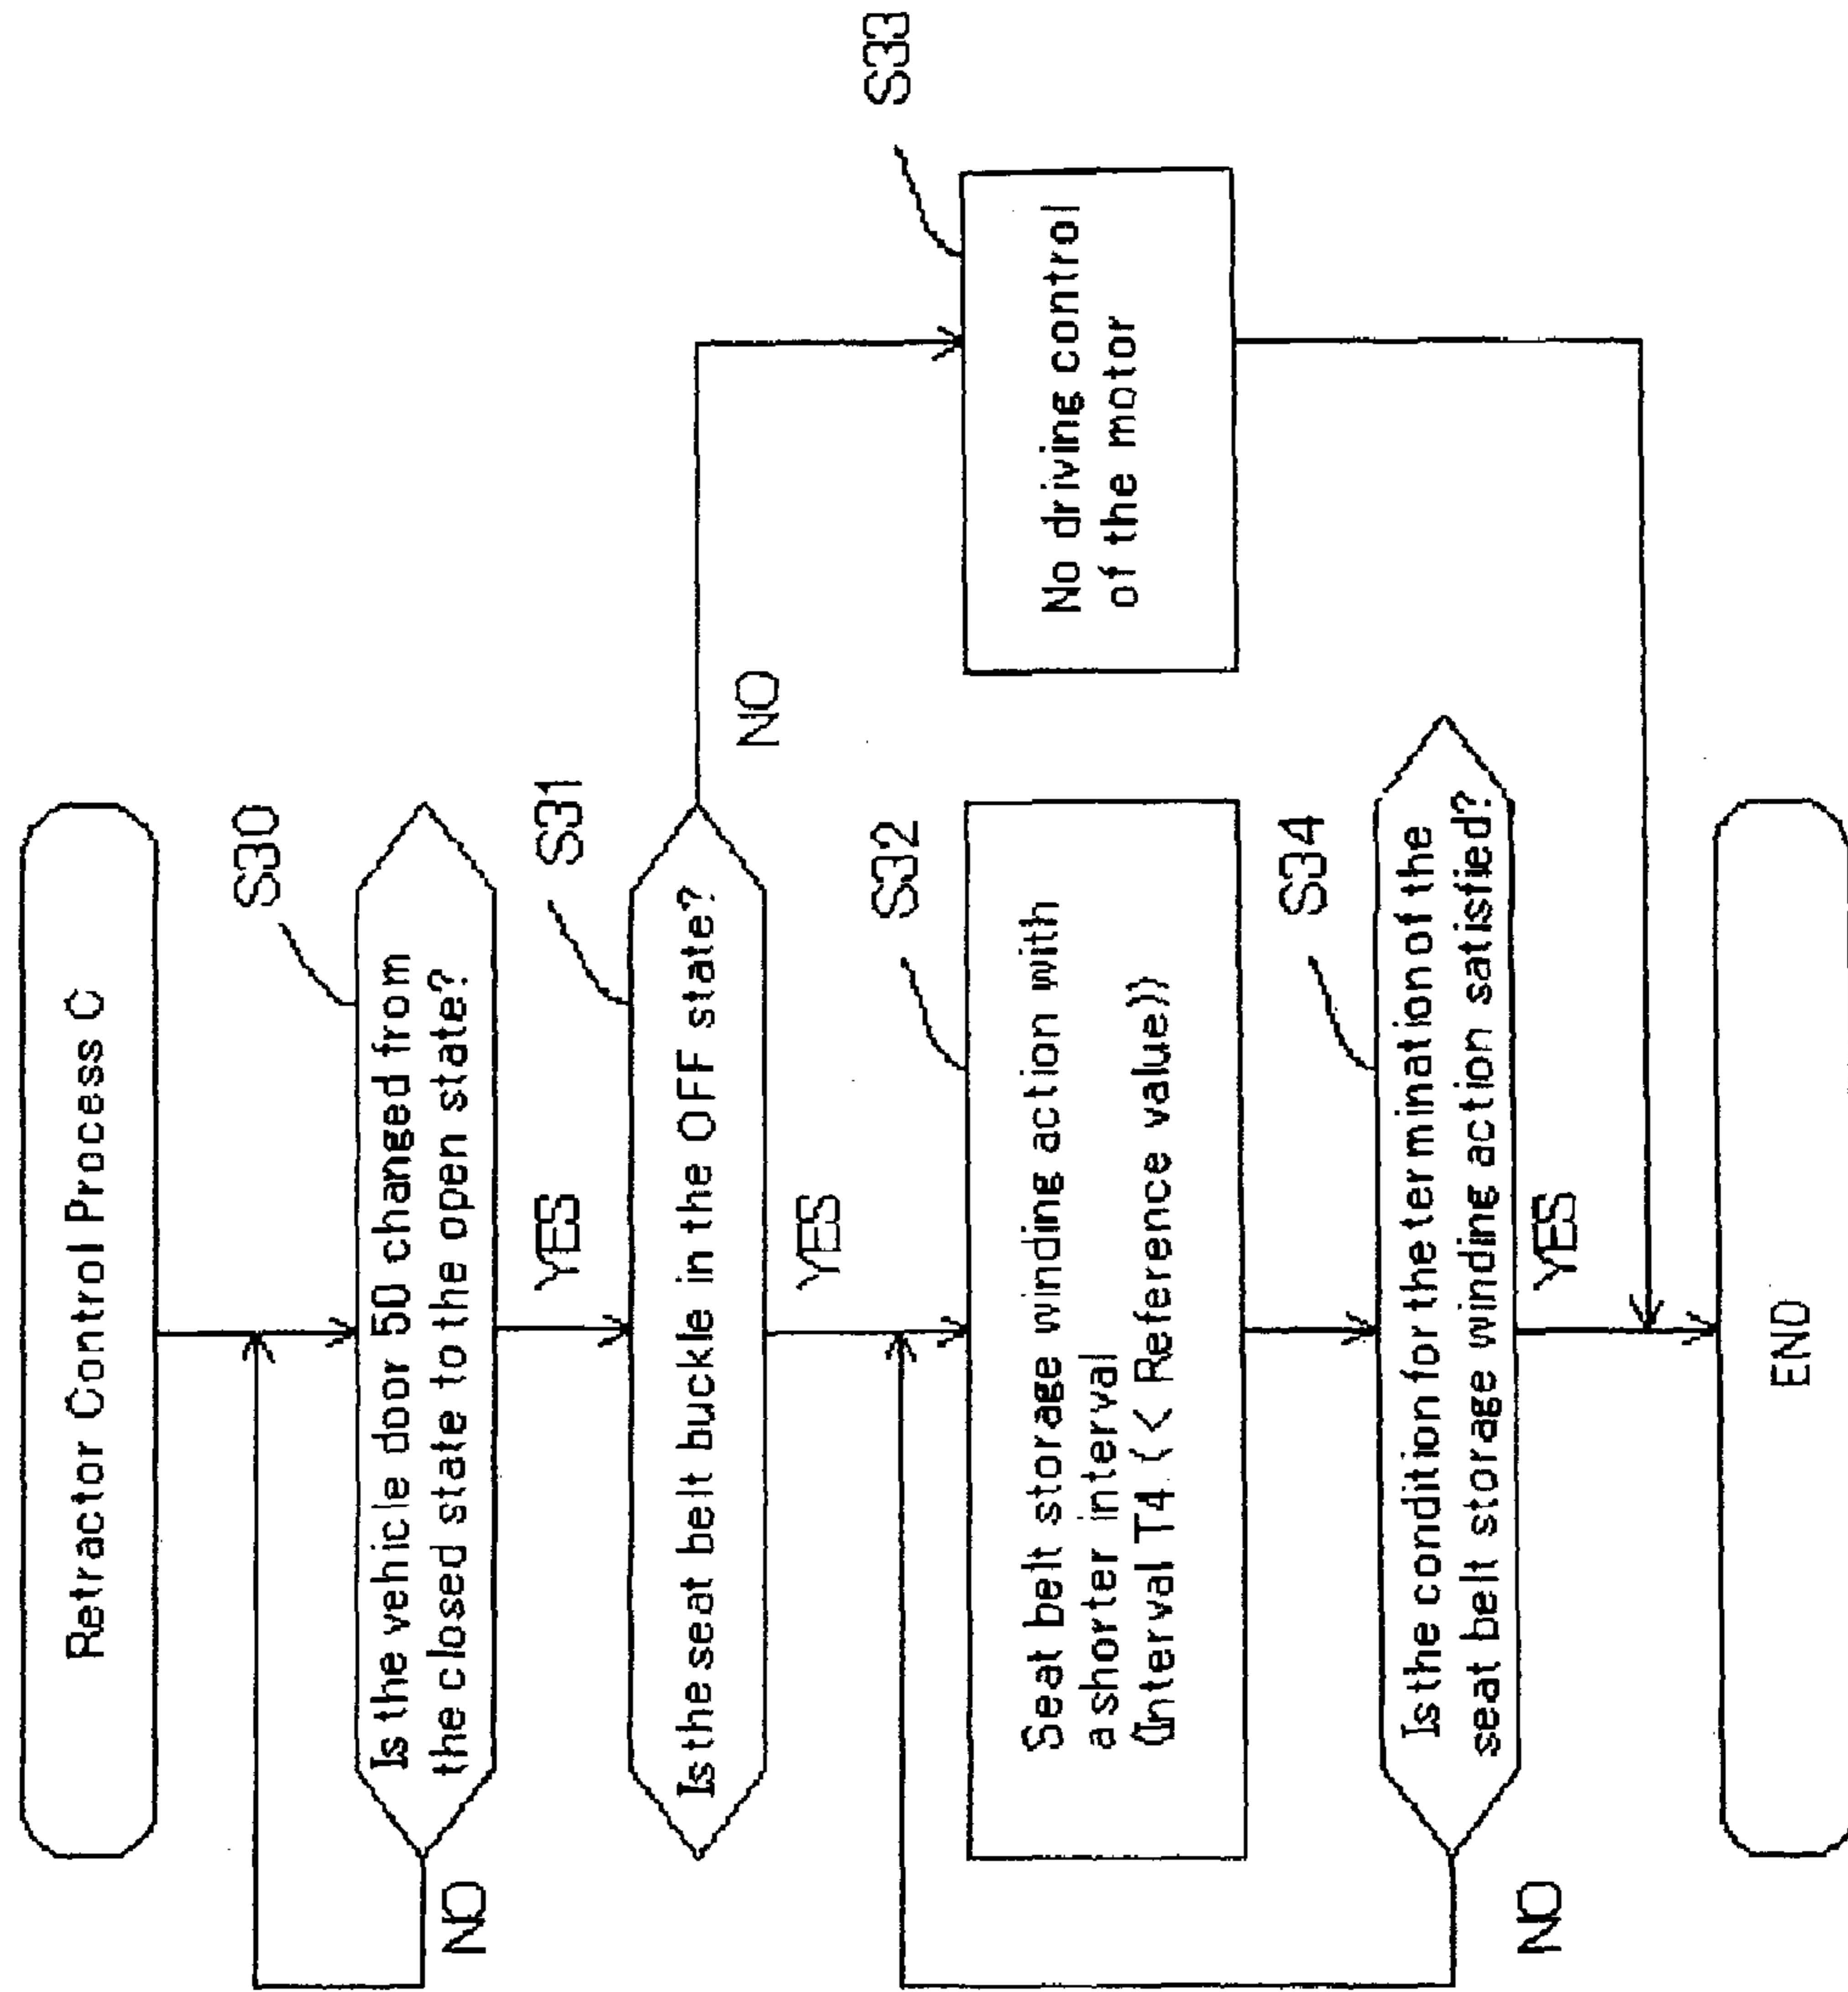 Retractor Control Process C
S30
Is the vehicle door 50 changed from
the closed state to the open state?
NO
YES
S31
Is the seat belt buckle in the OFF state?
NO
YES
S32
Seat belt storage winding action with
a shorter interval
(Interval T4 (< Reference value))
S33
No driving control
of the motor
S34
Is the condition for the termination of the
seat belt storage winding action satisfied?
NO
YES
END